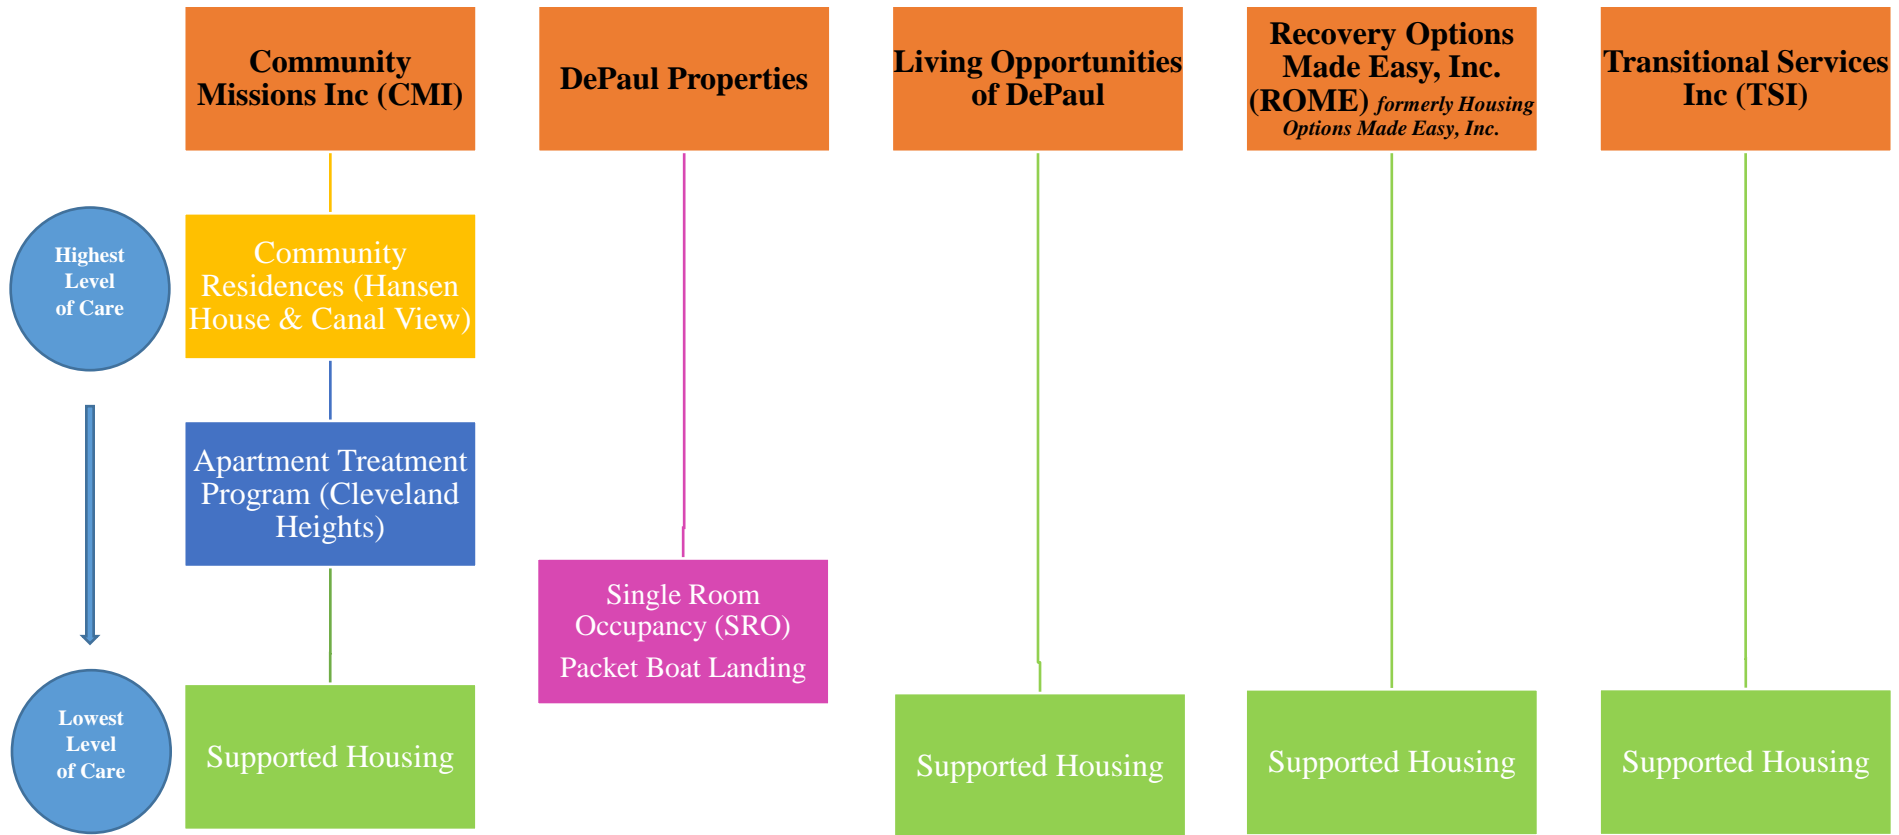 Community
Missions Inc (CMI)
DePaul Properties
Living Opportunities
of DePaul
Recovery Options
Made Easy, Inc.
(ROME) formerly Housing
Options Made Easy, Inc.
Transitional Services
Inc (TSI)
Highest
Level
of Care
Community
Residences (Hansen
House & Canal View)
Apartment Treatment
Program (Cleveland
Heights)
Single Room
Occupancy (SRO)
Packet Boat Landing
Lowest
Level
of Care
Supported Housing
Supported Housing
Supported Housing
Supported Housing